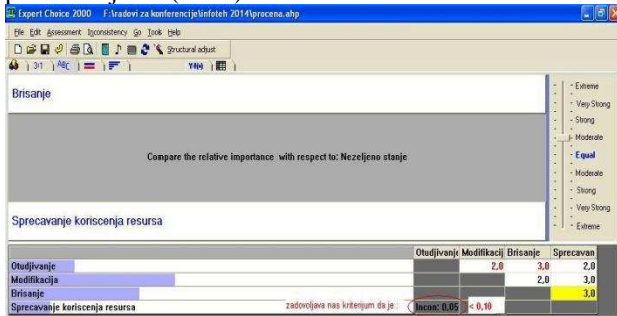 Expert Choice 2000 F:\radovi za konferencije\infoteh 2014\procena.ahp
File Edit Assessment Inconsistency Go Tools Help
Structural adjust
3:1 ABC
Brisanje
Compare the relative importance with respect to: Nezeljeno stanje
Sprecavanje koriscenja resursa
Extreme
Very Strong
Strong
Moderate
Equal
Moderate
Strong
Very Strong
Extreme
Otudjivanje Modifikacij Brisanje Sprecavan
Otudjivanje 2,0 3,0 2,0
Modifikacija 2,0 3,0
Brisanje 3,0
Sprecavanje koriscenja resursa zadovoljava nas kriterijum da je : Incon: 0,05 < 0,10